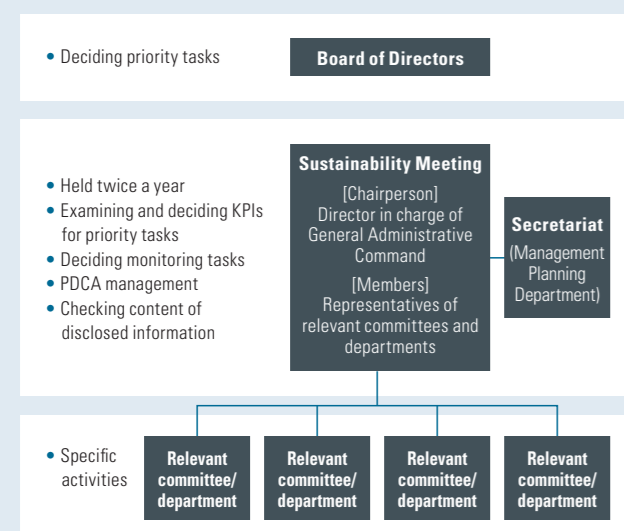 • Deciding priority tasks
Board of Directors
• Held twice a year
• Examining and deciding KPIs
for priority tasks
• Deciding monitoring tasks
• PDCA management
• Checking content of
disclosed information
Sustainability Meeting
[Chairperson]
Director in charge of
General Administrative
Command
[Members]
Representatives of
relevant committees and
departments
Secretariat
(Management
Planning
Department)
• Specific
activities
Relevant
committee/
department
Relevant
committee/
department
Relevant
committee/
department
Relevant
committee/
department